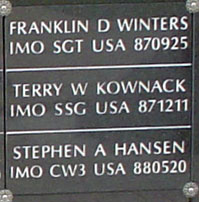 FRANKLIN D WINTERS
IMO SGT USA 870925
TERRY W KOWNACK
IMO SSG USA 871211
STEPHEN A HANSEN
IMO CW3 USA 880520